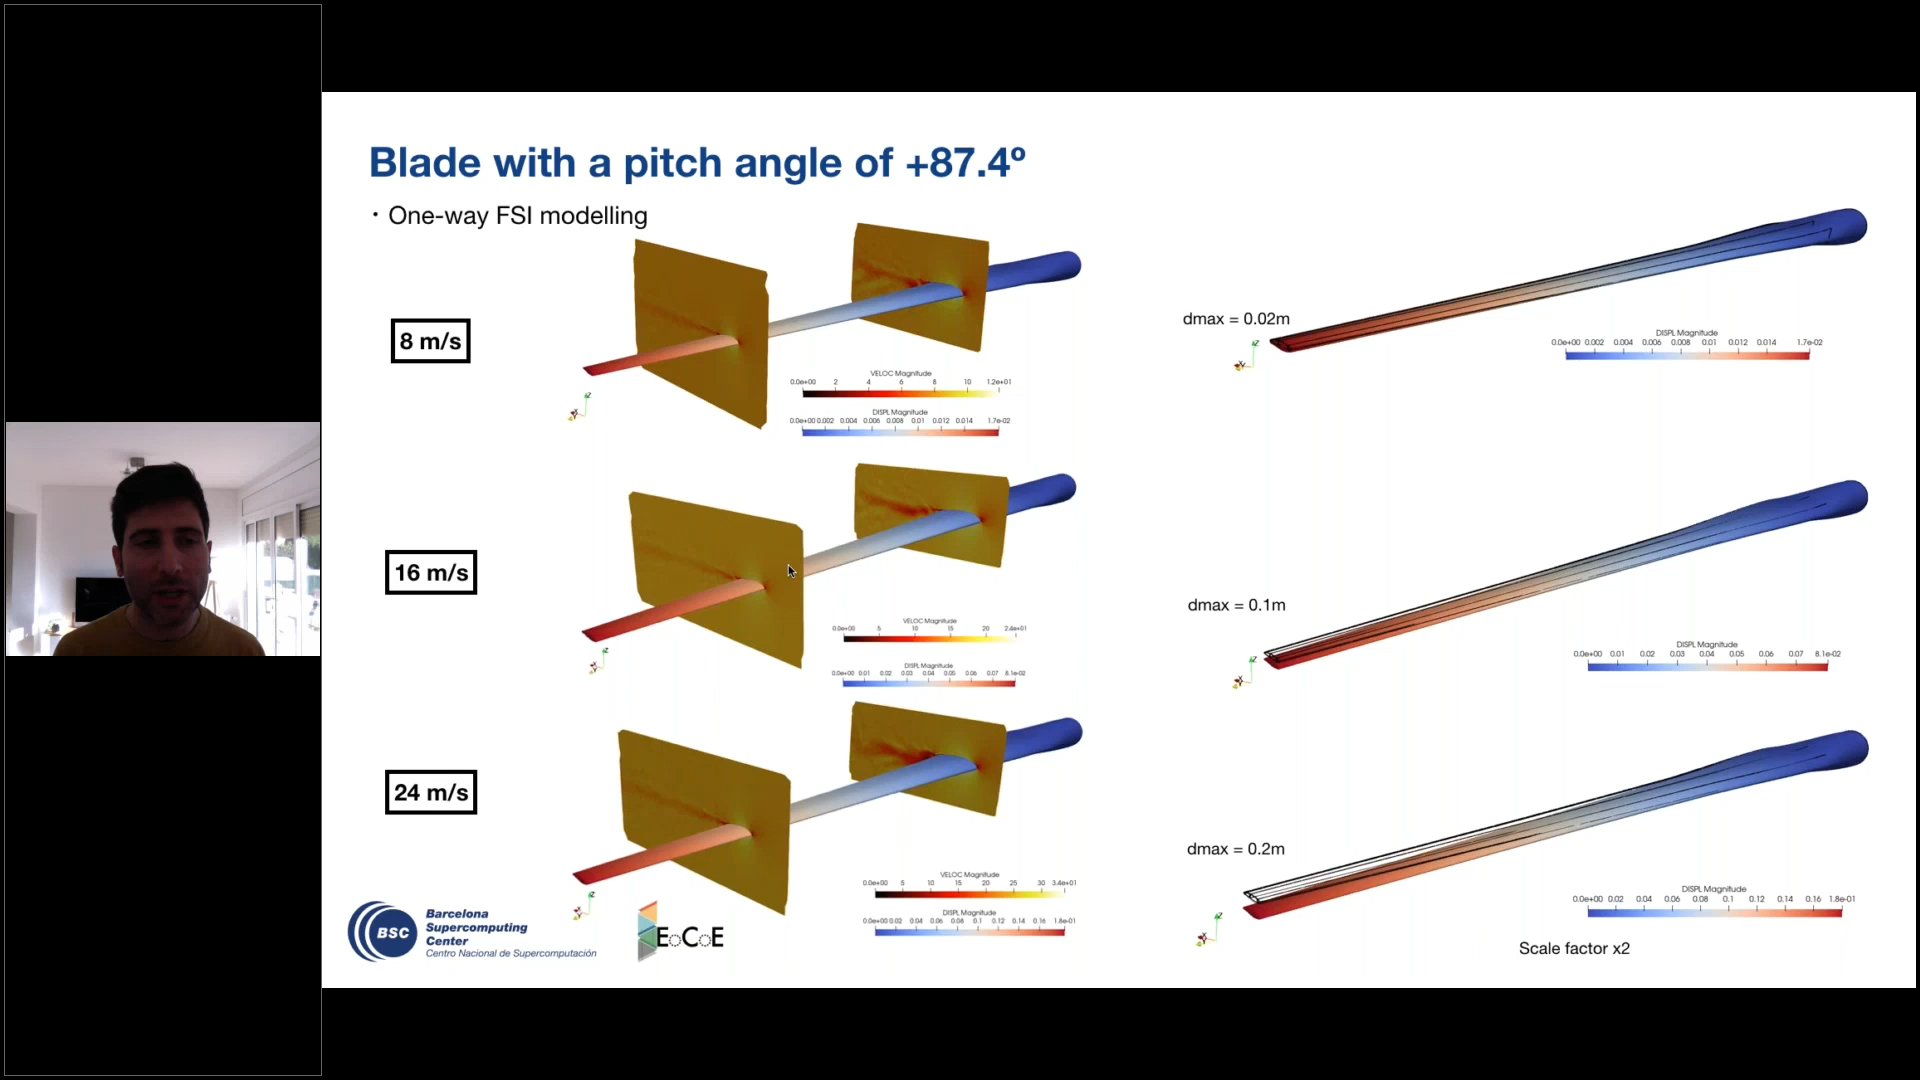 Blade with a pitch angle of +87.4º
· One-way FSI modelling
8 m/s
VELOC Magnitude
0.0e+00 2 4 6 8 10 1.2e+01
DISPL Magnitude
0.0e+00 0.002 0.004 0.006 0.008 0.01 0.012 0.014 1.7e-02
dmax = 0.02m
DISPL Magnitude
0.0e+00 0.002 0.004 0.006 0.008 0.01 0.012 0.014 1.7e-02
16 m/s
VELOC Magnitude
0.0e+00 5 10 15 20 2.4e+01
DISPL Magnitude
0.0e+00 0.01 0.02 0.03 0.04 0.05 0.06 0.07 8.1e-02
dmax = 0.1m
DISPL Magnitude
0.0e+00 0.01 0.02 0.03 0.04 0.05 0.06 0.07 8.1e-02
24 m/s
VELOC Magnitude
0.0e+00 5 10 15 20 25 30 3.4e+01
DISPL Magnitude
0.0e+00 0.02 0.04 0.06 0.08 0.1 0.12 0.14 0.16 1.8e-01
dmax = 0.2m
DISPL Magnitude
0.0e+00 0.02 0.04 0.06 0.08 0.1 0.12 0.14 0.16 1.8e-01
Scale factor x2
BSC
Barcelona
Supercomputing
Center
Centro Nacional de Supercomputación
EoCoE